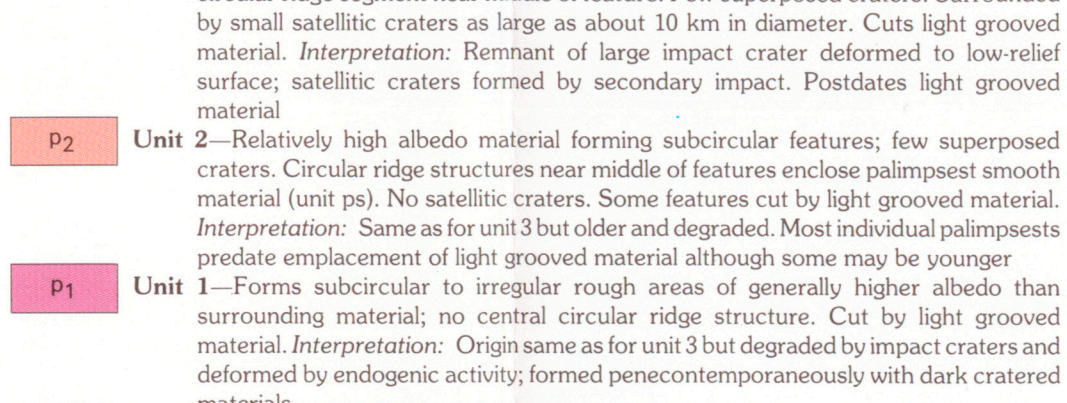 by small satellitic craters as large as about 10 km in diameter. Cuts light grooved
material. Interpretation: Remnant of large impact crater deformed to low-relief
surface; satellitic craters formed by secondary impact. Postdates light grooved
material
p2 Unit 2—Relatively high albedo material forming subcircular features; few superposed
craters. Circular ridge structures near middle of features enclose palimpsest smooth
material (unit ps). No satellitic craters. Some features cut by light grooved material.
Interpretation: Same as for unit 3 but older and degraded. Most individual palimpsests
predate emplacement of light grooved material although some may be younger
p1 Unit 1—Forms subcircular to irregular rough areas of generally higher albedo than
surrounding material; no central circular ridge structure. Cut by light grooved
material. Interpretation: Origin same as for unit 3 but degraded by impact craters and
deformed by endogenic activity; formed penecontemporaneously with dark cratered
materials